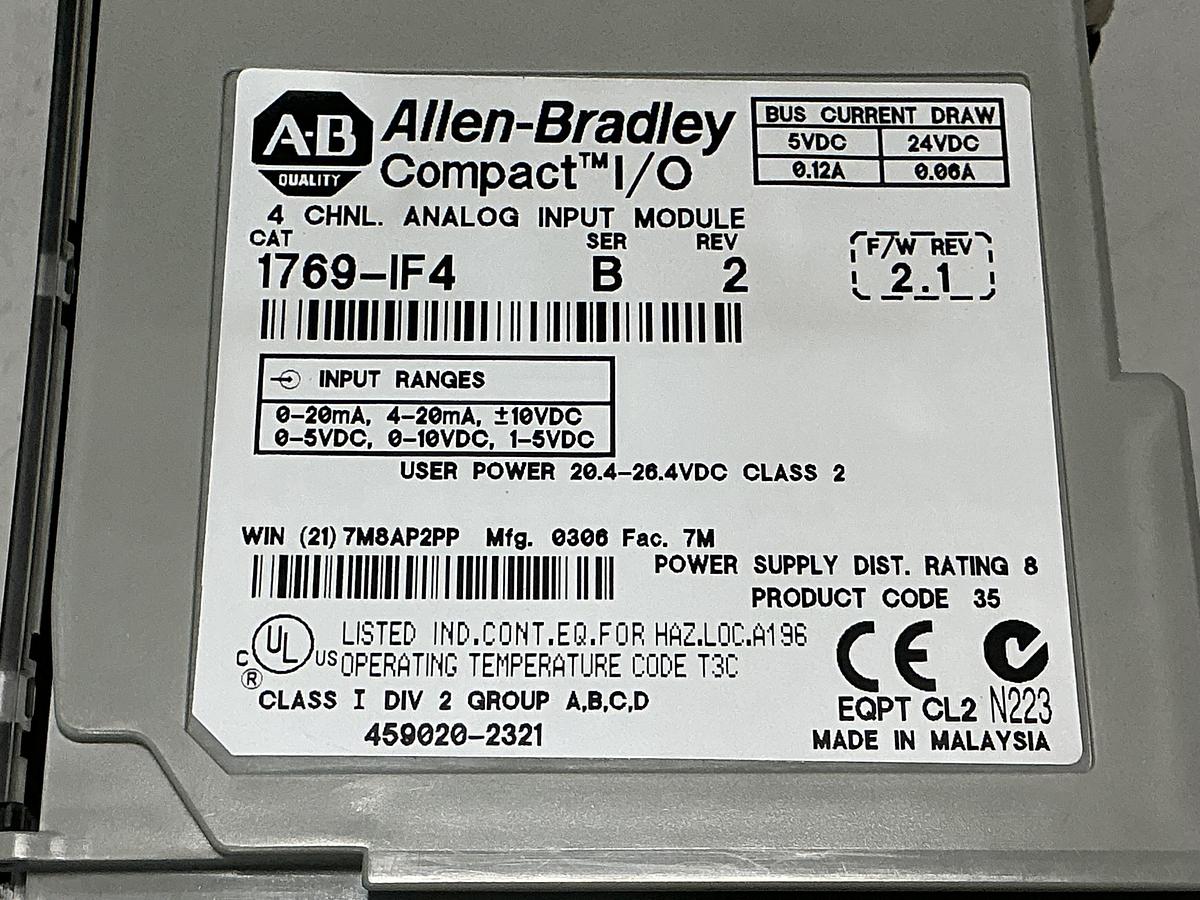 A-B
QUALITY
Allen-Bradley
Compact™ I/O
BUS CURRENT DRAW
5VDC 24VDC
0.12A 0.06A
4 CHNL. ANALOG INPUT MODULE
CAT SER REV
1769-IF4 B 2
F/W REV
2.1
INPUT RANGES
0-20mA, 4-20mA, ±10VDC
0-5VDC, 0-10VDC, 1-5VDC
USER POWER 20.4-26.4VDC CLASS 2
WIN (21) 7M8AP2PP Mfg. 0306 Fac. 7M
POWER SUPPLY DIST. RATING 8
PRODUCT CODE 35
C UL US ®
LISTED IND.CONT.EQ.FOR HAZ.LOC.A196
OPERATING TEMPERATURE CODE T3C
CLASS I DIV 2 GROUP A,B,C,D
459020-2321
CE
EQPT CL2 N223
MADE IN MALAYSIA